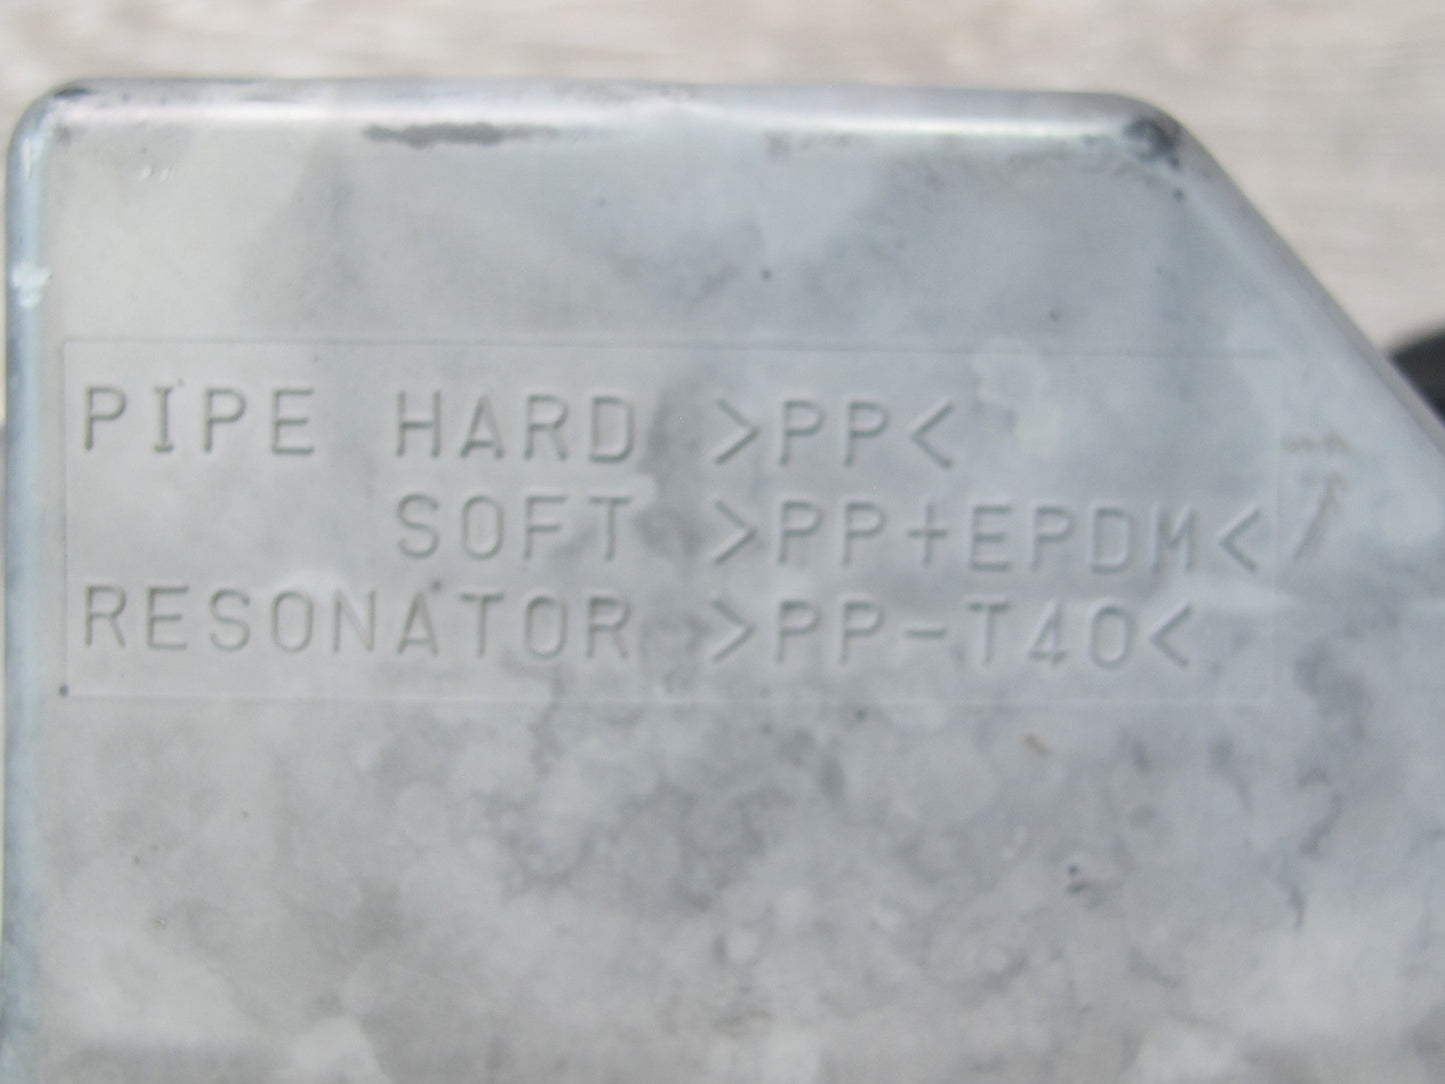 PIPE HARD >PP<
SOFT >PP+EPDM<
RESONATOR >PP-T40<